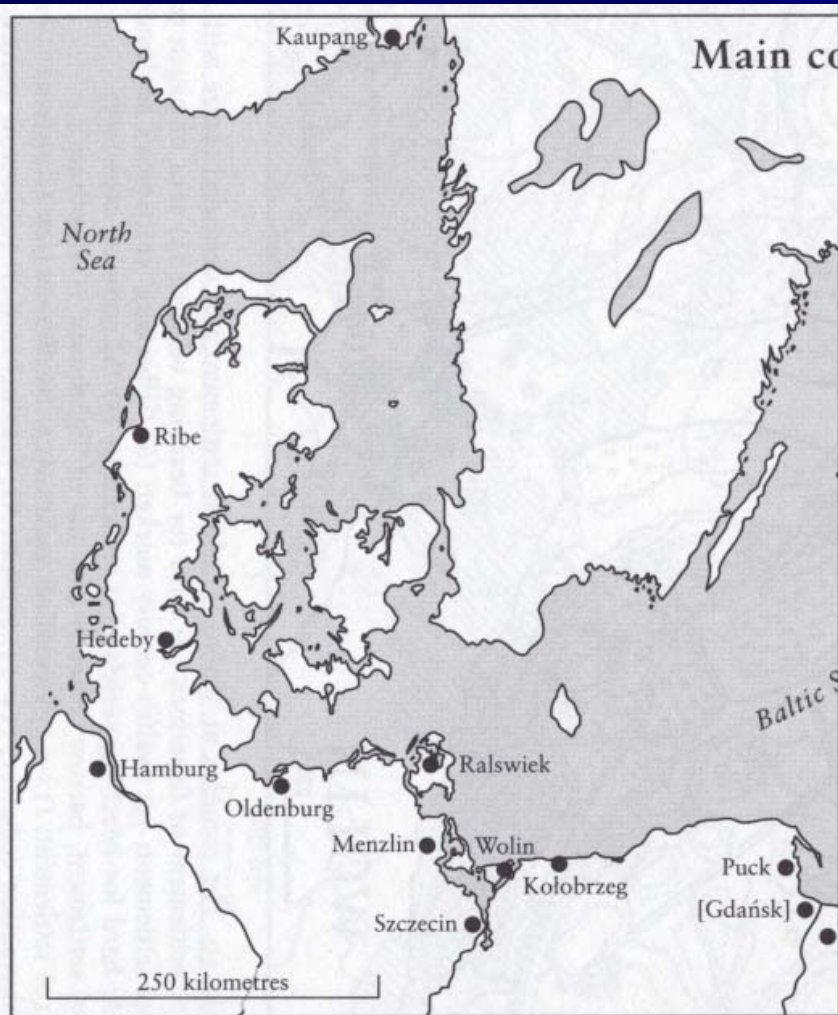 Kaupang
Main co
North
Sea
Ribe
Hedeby
Baltic S
Hamburg
Ralswiek
Oldenburg
Menzlin
Wolin
Kołobrzeg
Puck
[Gdańsk]
Szczecin
250 kilometres